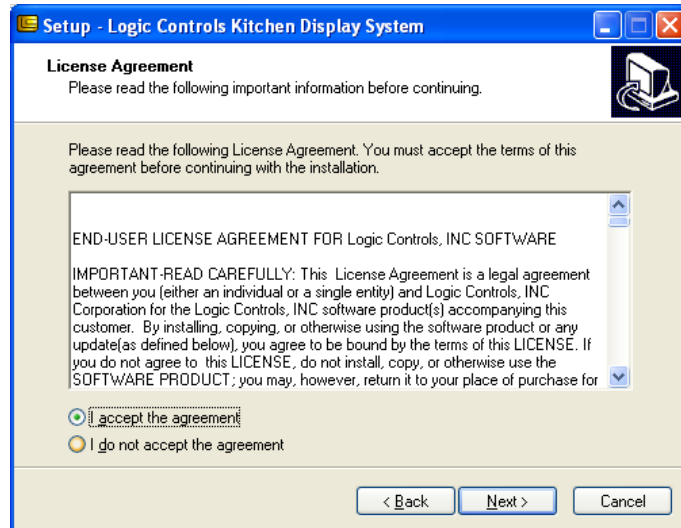 Setup - Logic Controls Kitchen Display System
License Agreement
Please read the following important information before continuing.
Please read the following License Agreement. You must accept the terms of this
agreement before continuing with the installation.
END-USER LICENSE AGREEMENT FOR Logic Controls, INC SOFTWARE
IMPORTANT-READ CAREFULLY: This  License Agreement is a legal agreement
between you (either an individual or a single entity) and Logic Controls, INC
Corporation for the Logic Controls, INC software product(s) accompanying this
customer.  By installing, copying, or otherwise using the software product or any
update(as defined below), you agree to be bound by the terms of this LICENSE. If
you do not agree to  this LICENSE, do not install, copy, or otherwise use the
SOFTWARE PRODUCT; you may, however, return it to your place of purchase for
I accept the agreement
I do not accept the agreement
< Back
Next >
Cancel